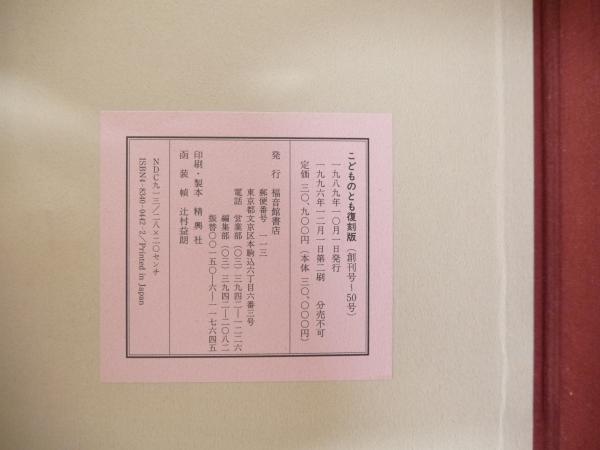 こどものとも復刻版（創刊号〜50号）
一九八九年一〇月一日発行
一九九六年一二月一日第二刷　分売不可
定価 三〇、九〇〇円（本体 三〇、〇〇〇円）
発　行　福音館書店
郵便番号　一一三
東京都文京区本駒込六丁目六番三号
電話　営業部（〇三）三九四二―一二二六
編集部（〇三）三九四二―二〇八二
振替〇〇一五〇―六―一一七六四五
印刷・製本　精興社
函装幀　辻村益朗
NDC九一三／二八×二〇センチ
ISBN4-8340-0442-2／Printed in Japan